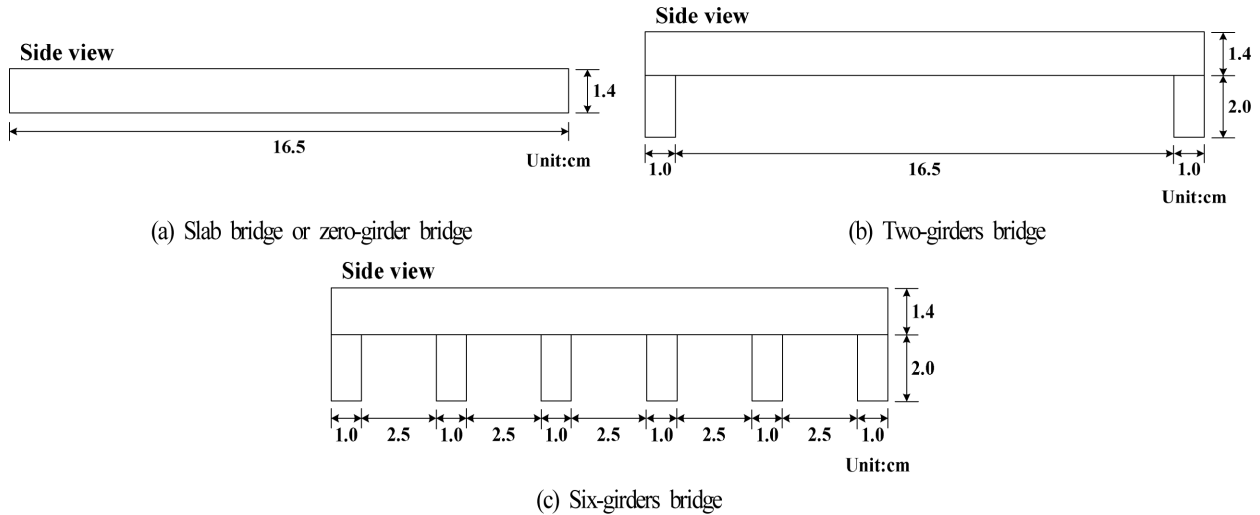 Side view
1.4
16.5
Unit:cm
(a) Slab bridge or zero-girder bridge
Side view
1.4
2.0
1.0 16.5 1.0
Unit:cm
(b) Two-girders bridge
Side view
1.4
2.0
1.0 2.5 1.0 2.5 1.0 2.5 1.0 2.5 1.0 2.5 1.0
Unit:cm
(c) Six-girders bridge